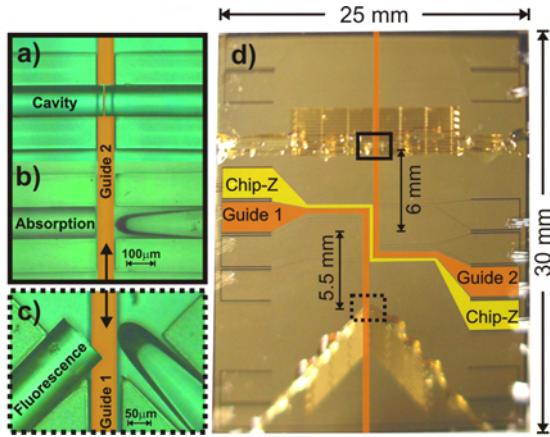 a)
Cavity
Guide 2
b)
Absorption
100µm
c)
Fluorescence
Guide 1
50µm
25 mm
d)
Chip-Z
Guide 1
6 mm
5.5 mm
Guide 2
Chip-Z
30 mm